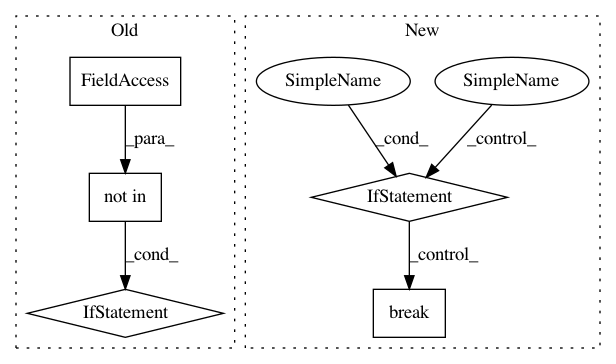 Old
New
FieldAccess
SimpleName
SimpleName
_para_
_cond_
_control_
not in
IfStatement
_cond_
_control_
IfStatement
break